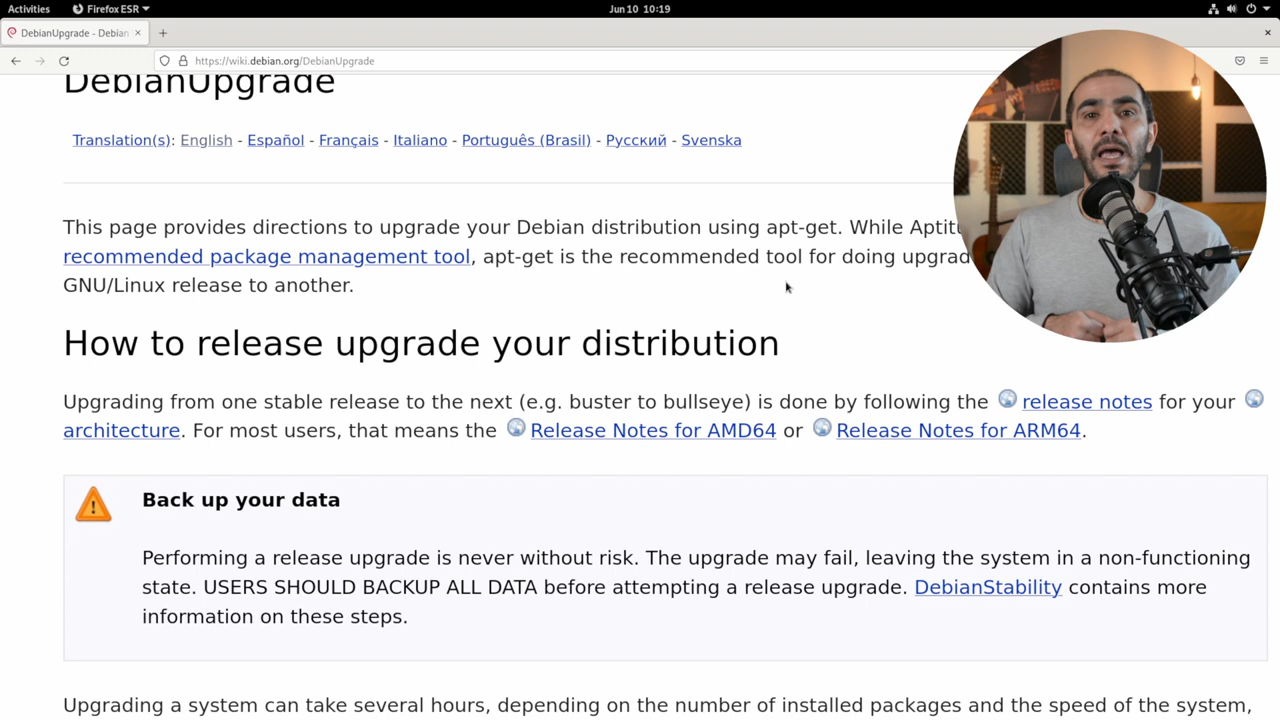 Activities Firefox ESR Jun 10 10:19
DebianUpgrade - Debian
https://wiki.debian.org/DebianUpgrade
DebianUpgrade
Translation(s): English - Español - Français - Italiano - Português (Brasil) - Русский - Svenska
This page provides directions to upgrade your Debian distribution using apt-get. While
recommended package management tool, apt-get is the recommended tool for doing
GNU/Linux release to another.
How to release upgrade your distribution
Upgrading from one stable release to the next (e.g. buster to bullseye) is done by following the release notes for your
architecture. For most users, that means the Release Notes for AMD64 or Release Notes for ARM64.
Back up your data
Performing a release upgrade is never without risk. The upgrade may fail, leaving the system in a non-functioning
state. USERS SHOULD BACKUP ALL DATA before attempting a release upgrade. DebianStability contains more
information on these steps.
Upgrading a system can take several hours, depending on the number of installed packages and the speed of the system,